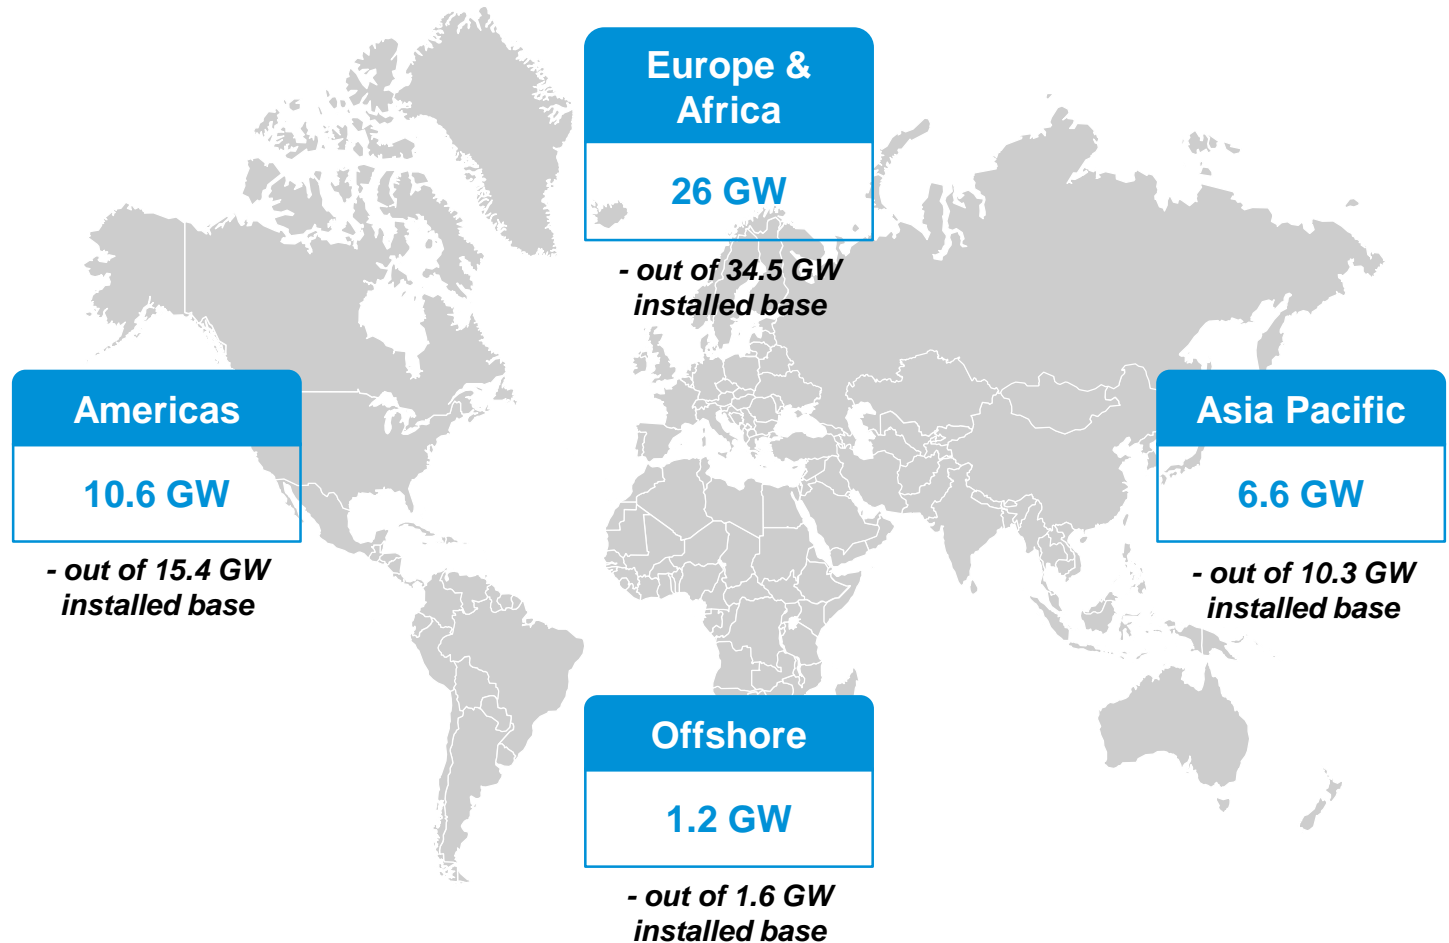 Europe &
Africa
26 GW
- out of 34.5 GW
installed base
Americas
10.6 GW
- out of 15.4 GW
installed base
Asia Pacific
6.6 GW
- out of 10.3 GW
installed base
Offshore
1.2 GW
- out of 1.6 GW
installed base